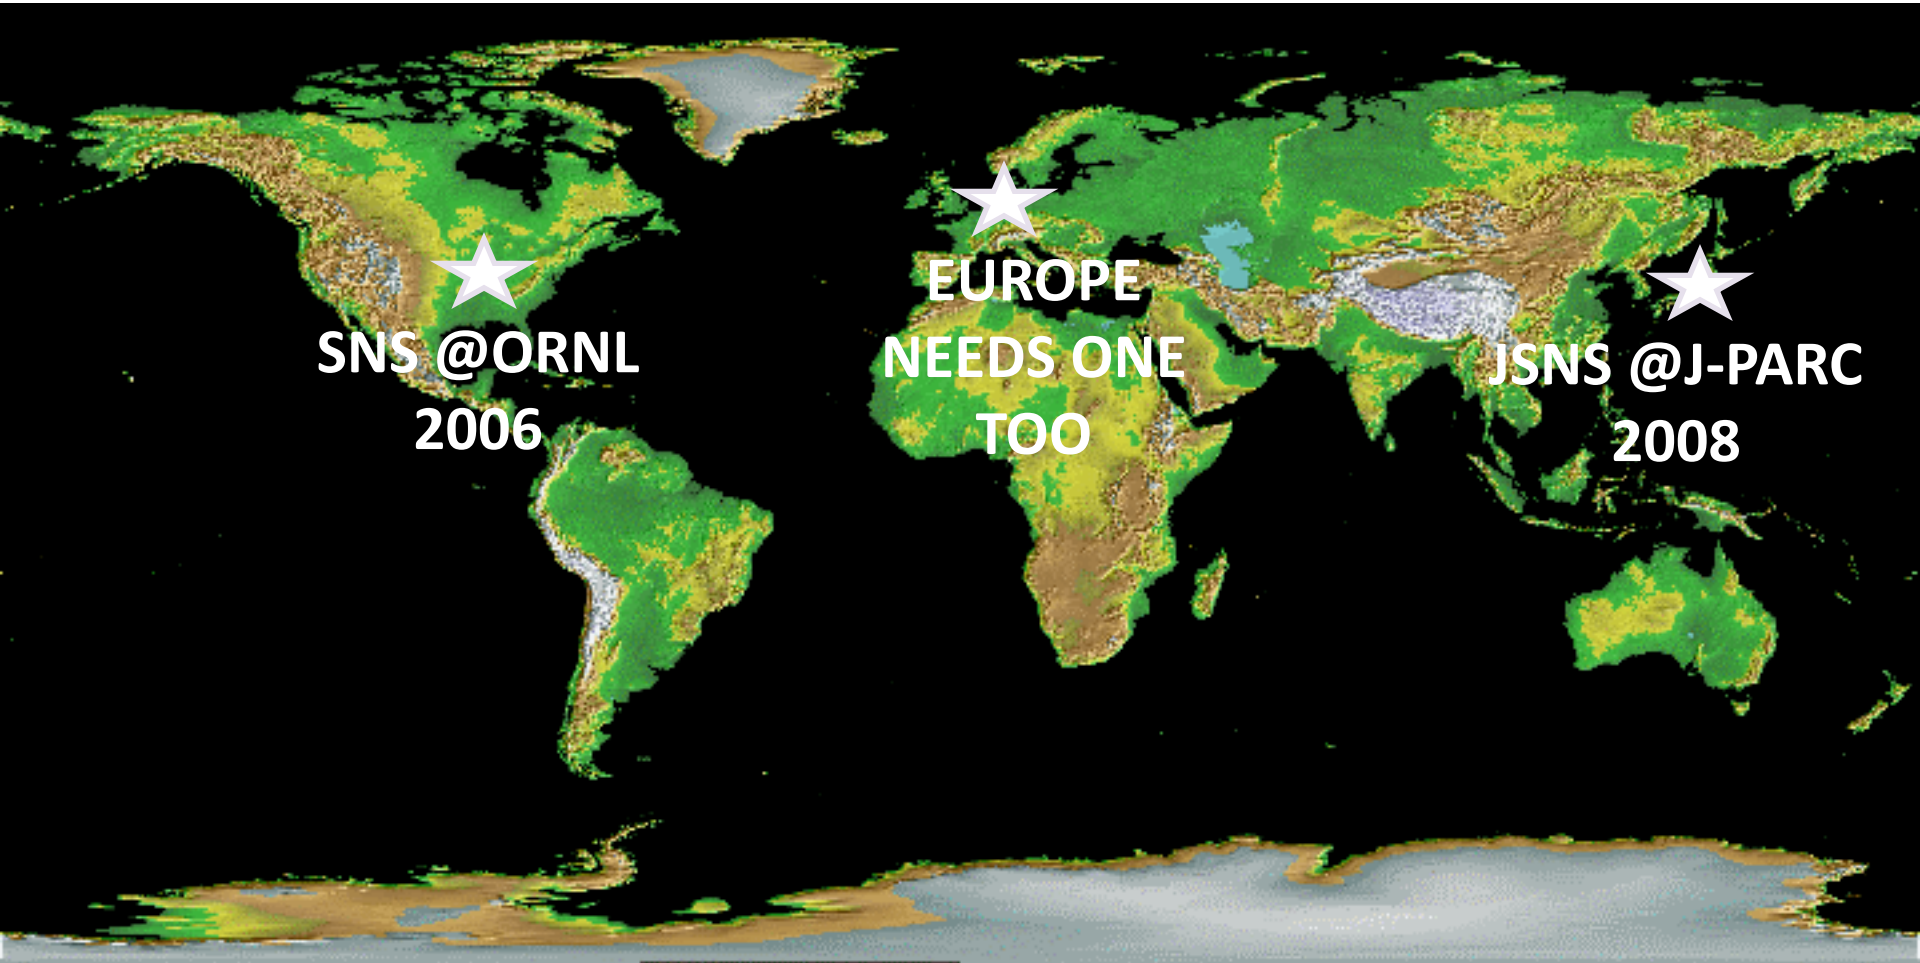 SNS @ORNL
2006
EUROPE
NEEDS ONE
TOO
JSNS @J-PARC
2008